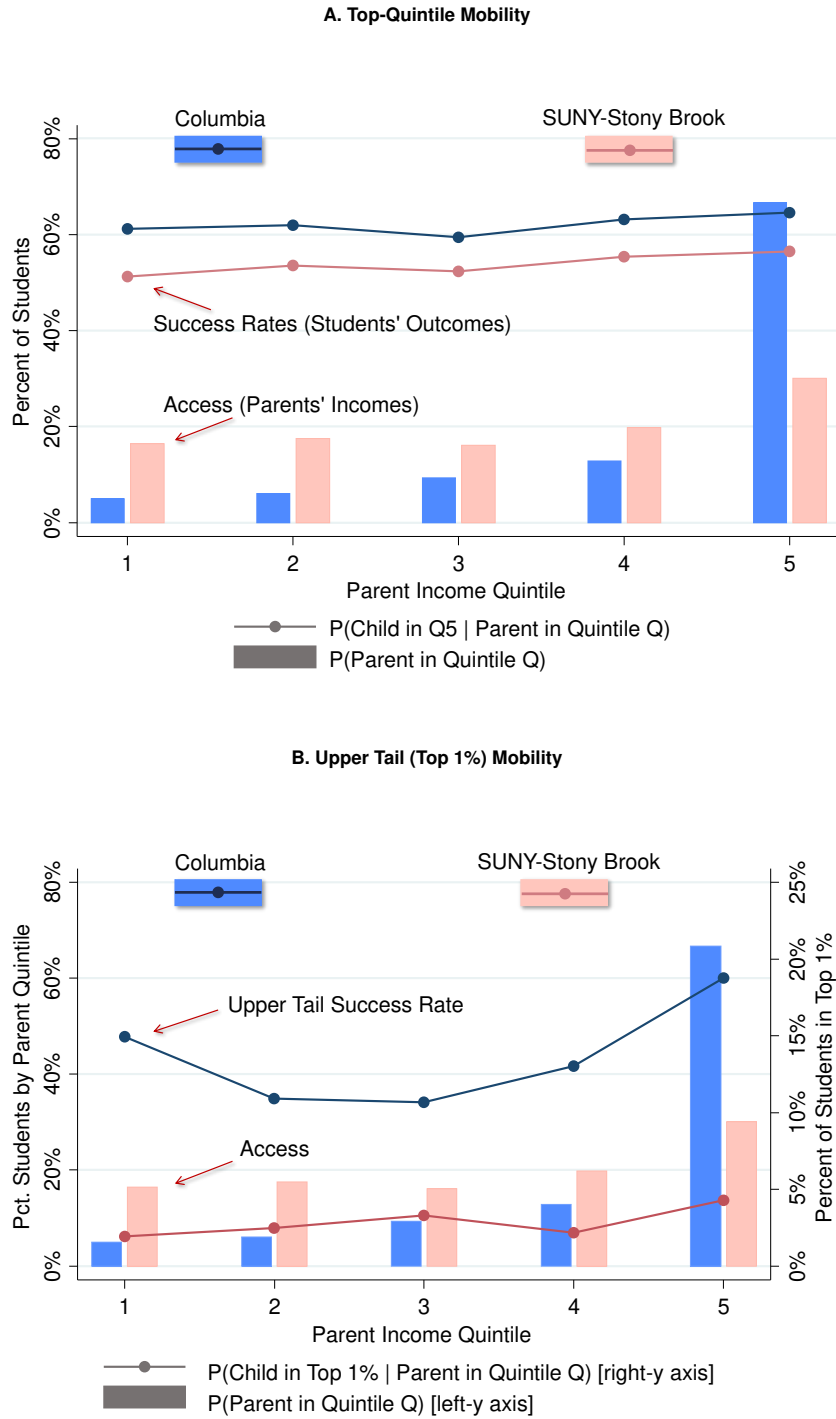 A. Top-Quintile Mobility
Columbia
SUNY-Stony Brook
80%
60%
40%
20%
0%
Percent of Students
Success Rates (Students' Outcomes)
Access (Parents' Incomes)
1 2 3 4 5
Parent Income Quintile
P(Child in Q5 | Parent in Quintile Q)
P(Parent in Quintile Q)
B. Upper Tail (Top 1%) Mobility
Columbia
SUNY-Stony Brook
80%
60%
40%
20%
0%
Pct. Students by Parent Quintile
Upper Tail Success Rate
Access
25%
20%
15%
10%
5%
0%
Percent of Students in Top 1%
1 2 3 4 5
Parent Income Quintile
P(Child in Top 1% | Parent in Quintile Q) [right-y axis]
P(Parent in Quintile Q) [left-y axis]